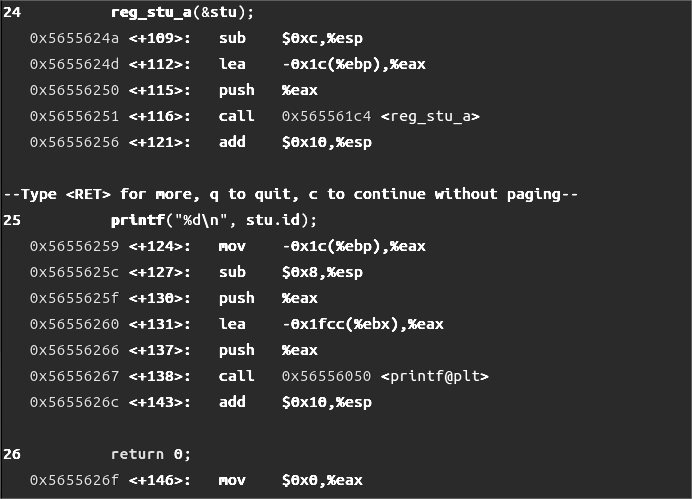 24 reg_stu_a(&stu);
0x5655624a <+109>: sub $0xc,%esp
0x5655624d <+112>: lea -0x1c(%ebp),%eax
0x56556250 <+115>: push %eax
0x56556251 <+116>: call 0x565561c4 <reg_stu_a>
0x56556256 <+121>: add $0x10,%esp
--Type <RET> for more, q to quit, c to continue without paging--
25 printf("%d\n", stu.id);
0x56556259 <+124>: mov -0x1c(%ebp),%eax
0x5655625c <+127>: sub $0x8,%esp
0x5655625f <+130>: push %eax
0x56556260 <+131>: lea -0x1fcc(%ebx),%eax
0x56556266 <+137>: push %eax
0x56556267 <+138>: call 0x56556050 <printf@plt>
0x5655626c <+143>: add $0x10,%esp
26 return 0;
0x5655626f <+146>: mov $0x0,%eax